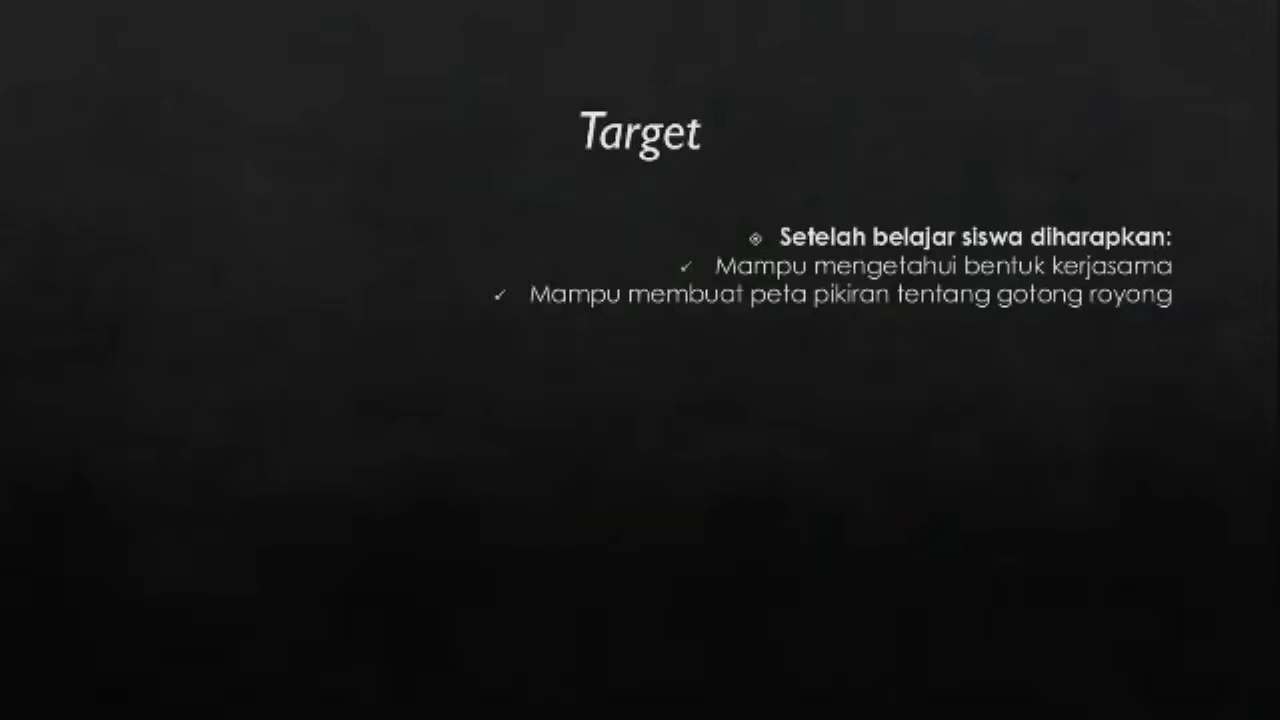 Target
Setelah belajar siswa diharapkan:
✓ Mampu mengetahui bentuk kerjasama
✓ Mampu membuat peta pikiran tentang gotong royong